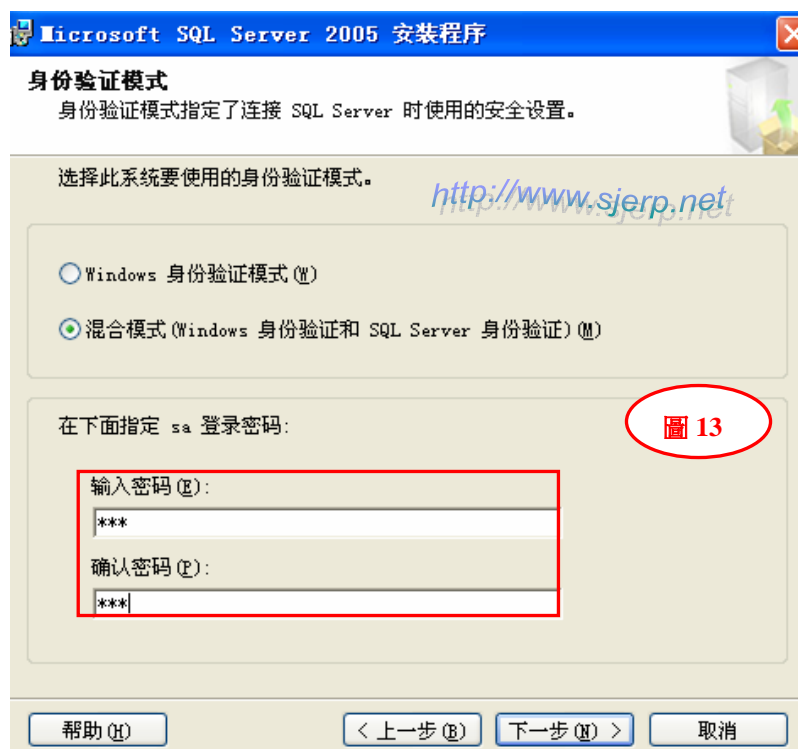 Microsoft SQL Server 2005 安装程序
身份验证模式
身份验证模式指定了连接 SQL Server 时使用的安全设置。
选择此系统要使用的身份验证模式。
http://www.sjerp.net
Windows 身份验证模式(W)
混合模式(Windows 身份验证和 SQL Server 身份验证)(M)
在下面指定 sa 登录密码:
圖 13
输入密码(E):
***
确认密码(P):
***
帮助(H)
< 上一步(B)
下一步(N) >
取消